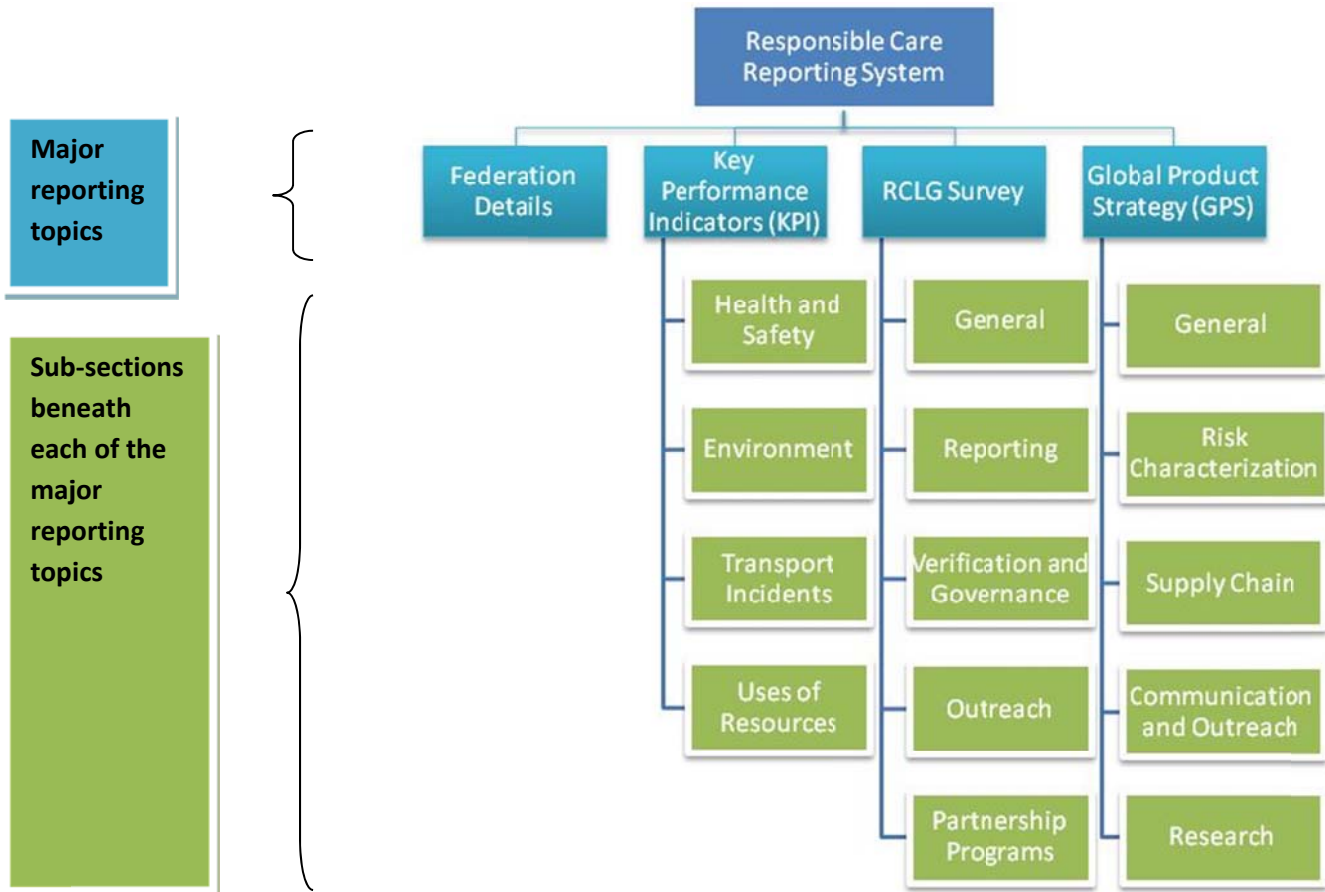 Responsible Care
Reporting System
Major
reporting
topics
Federation
Details
Key
Performance
Indicators (KPI)
RCLG Survey
Global Product
Strategy (GPS)
Sub-sections
beneath
each of the
major
reporting
topics
Health and
Safety
Environment
Transport
Incidents
Uses of
Resources
General
Reporting
Verification and
Governance
Outreach
Partnership
Programs
General
Risk
Characterization
Supply Chain
Communication
and Outreach
Research